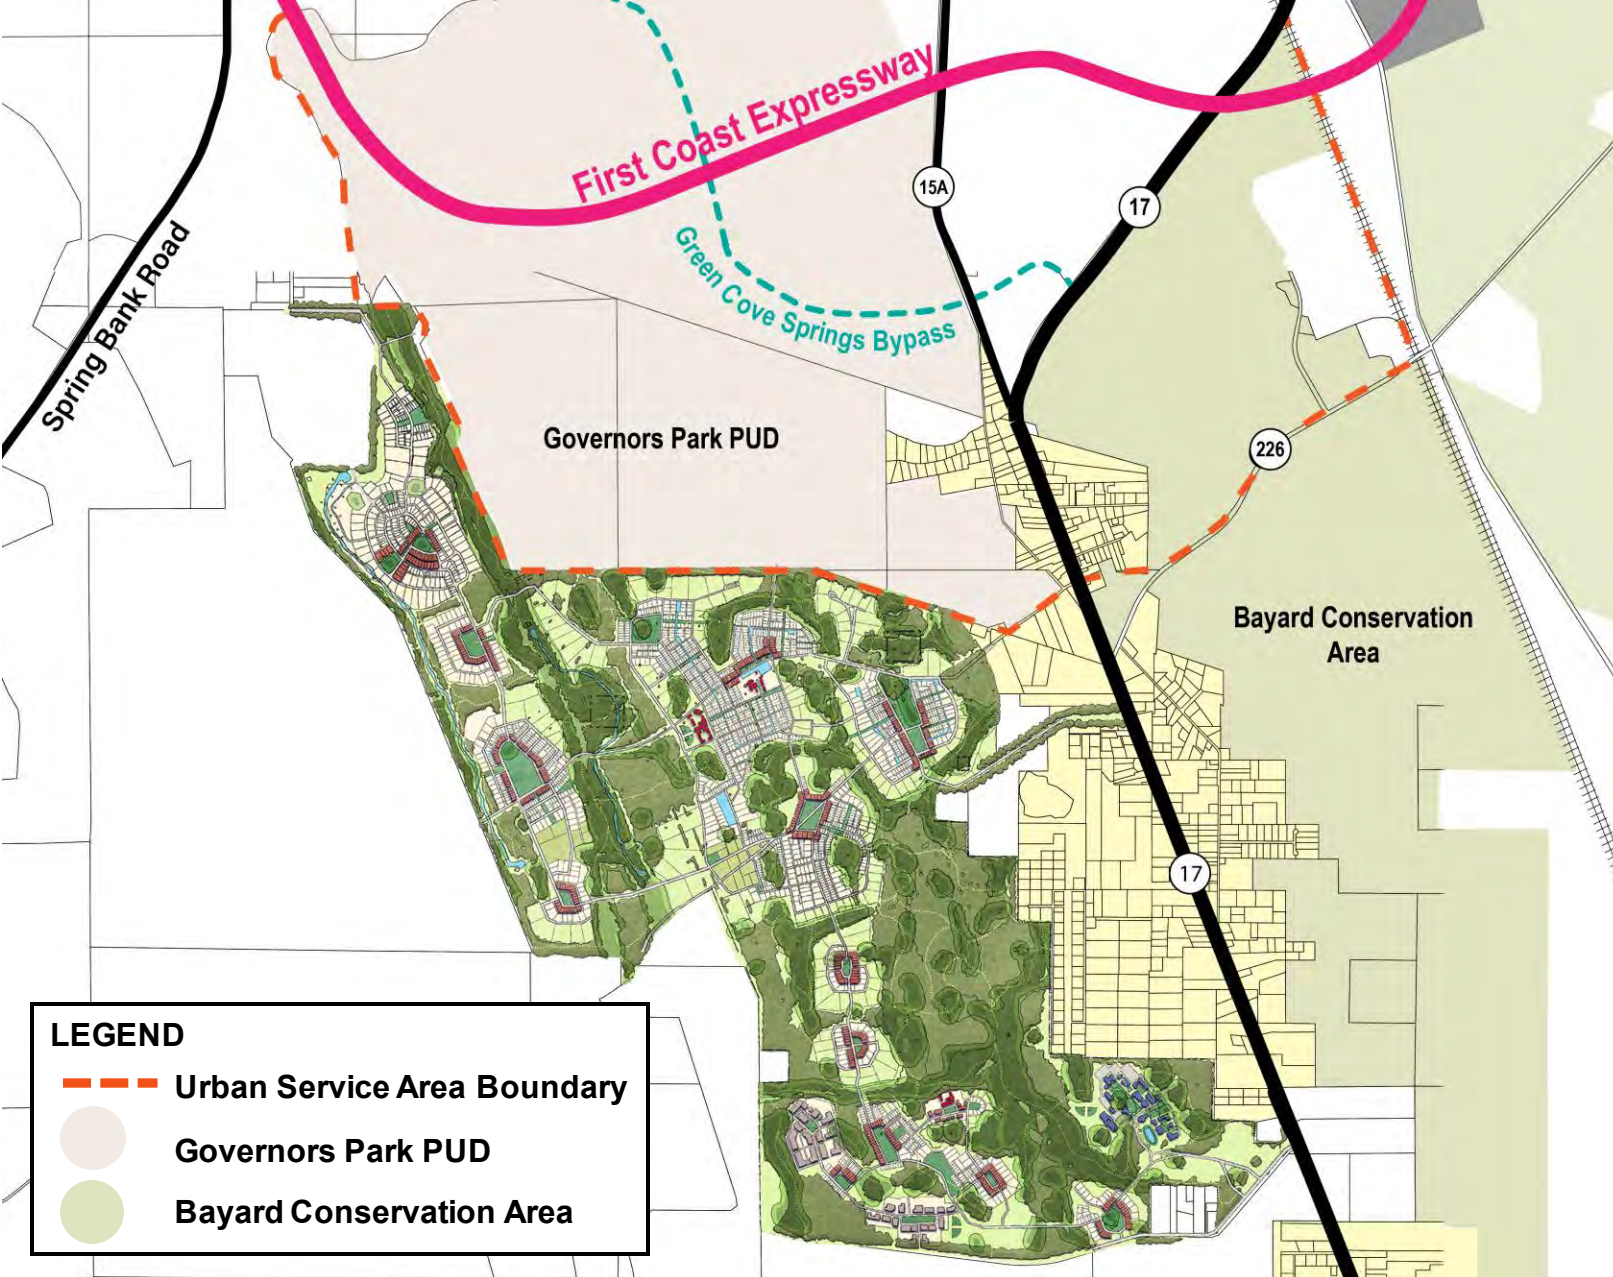 First Coast Expressway
15A
17
Spring Bank Road
Green Cove Springs Bypass
Governors Park PUD
226
Bayard Conservation
Area
17
LEGEND
Urban Service Area Boundary
Governors Park PUD
Bayard Conservation Area